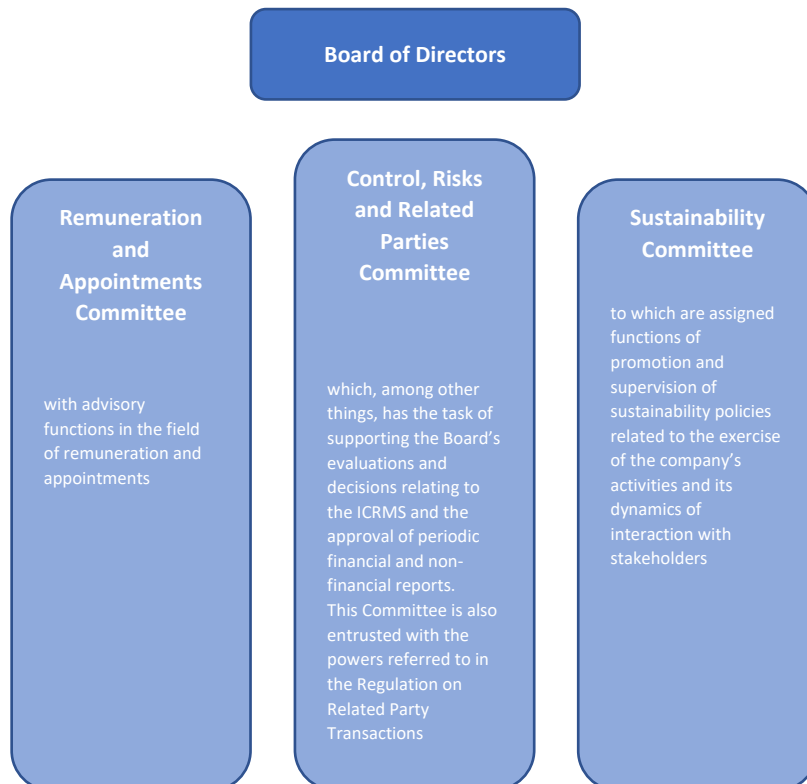 Board of Directors
Remuneration
and
Appointments
Committee
with advisory
functions in the field
of remuneration and
appointments
Control, Risks
and Related
Parties
Committee
which, among other
things, has the task of
supporting the Board’s
evaluations and
decisions relating to
the ICRMS and the
approval of periodic
financial and non-
financial reports.
This Committee is also
entrusted with the
powers referred to in
the Regulation on
Related Party
Transactions
Sustainability
Committee
to which are assigned
functions of
promotion and
supervision of
sustainability policies
related to the exercise
of the company’s
activities and its
dynamics of
interaction with
stakeholders